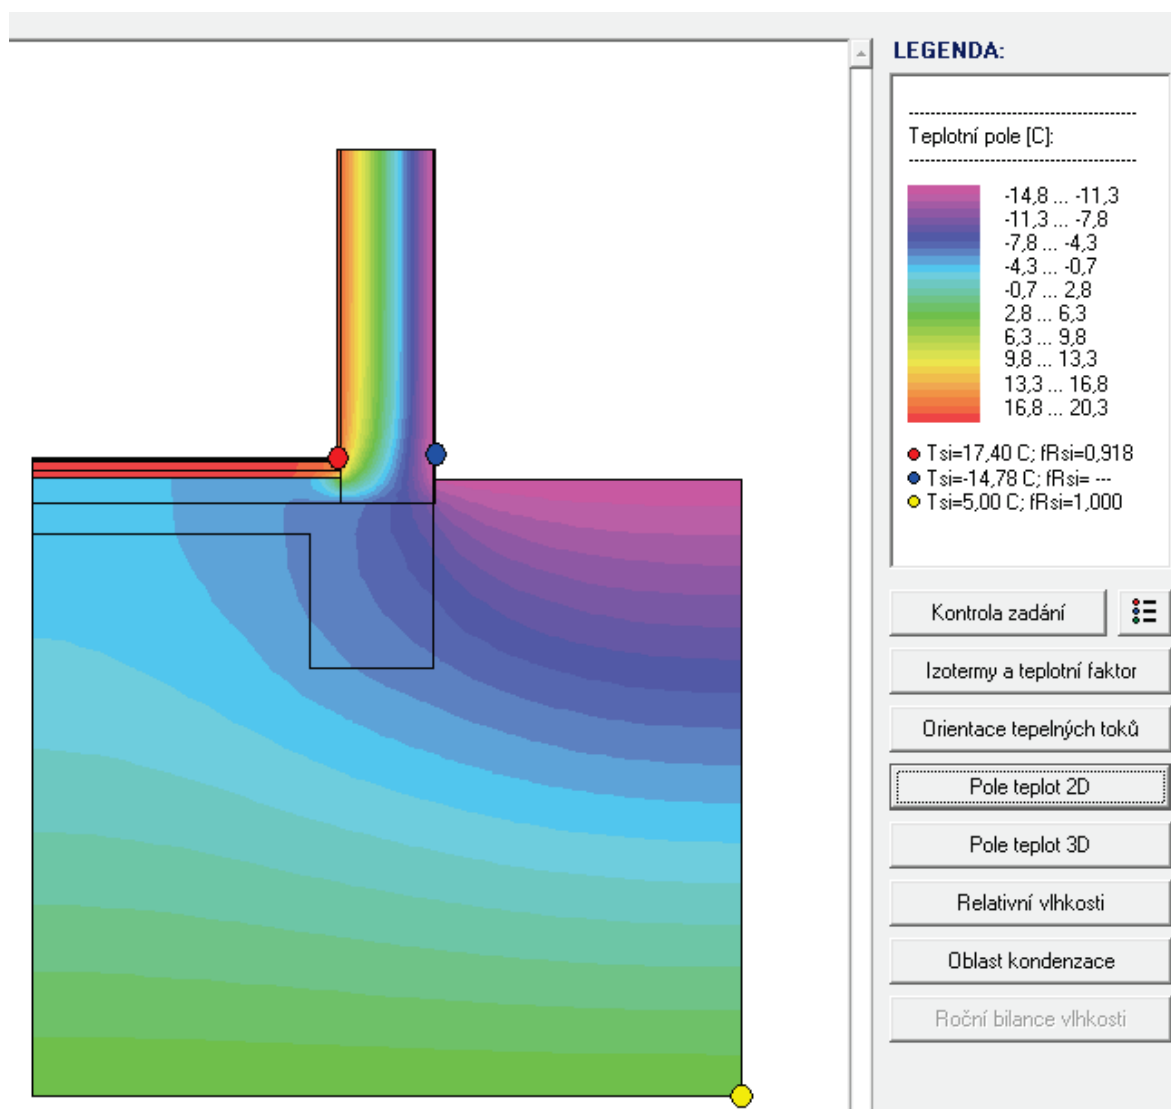 LEGENDA:
----------------------------------------
Teplotní pole [C]:
----------------------------------------
-14,8 ... -11,3
-11,3 ... -7,8
-7,8 ... -4,3
-4,3 ... -0,7
-0,7 ... 2,8
2,8 ... 6,3
6,3 ... 9,8
9,8 ... 13,3
13,3 ... 16,8
16,8 ... 20,3
Tsi=17,40 C; fRsi=0,918
Tsi=-14,78 C; fRsi= ---
Tsi=5,00 C; fRsi=1,000
Kontrola zadání
Izotermy a teplotní faktor
Orientace tepelných toků
Pole teplot 2D
Pole teplot 3D
Relativní vlhkosti
Oblast kondenzace
Roční bilance vlhkosti